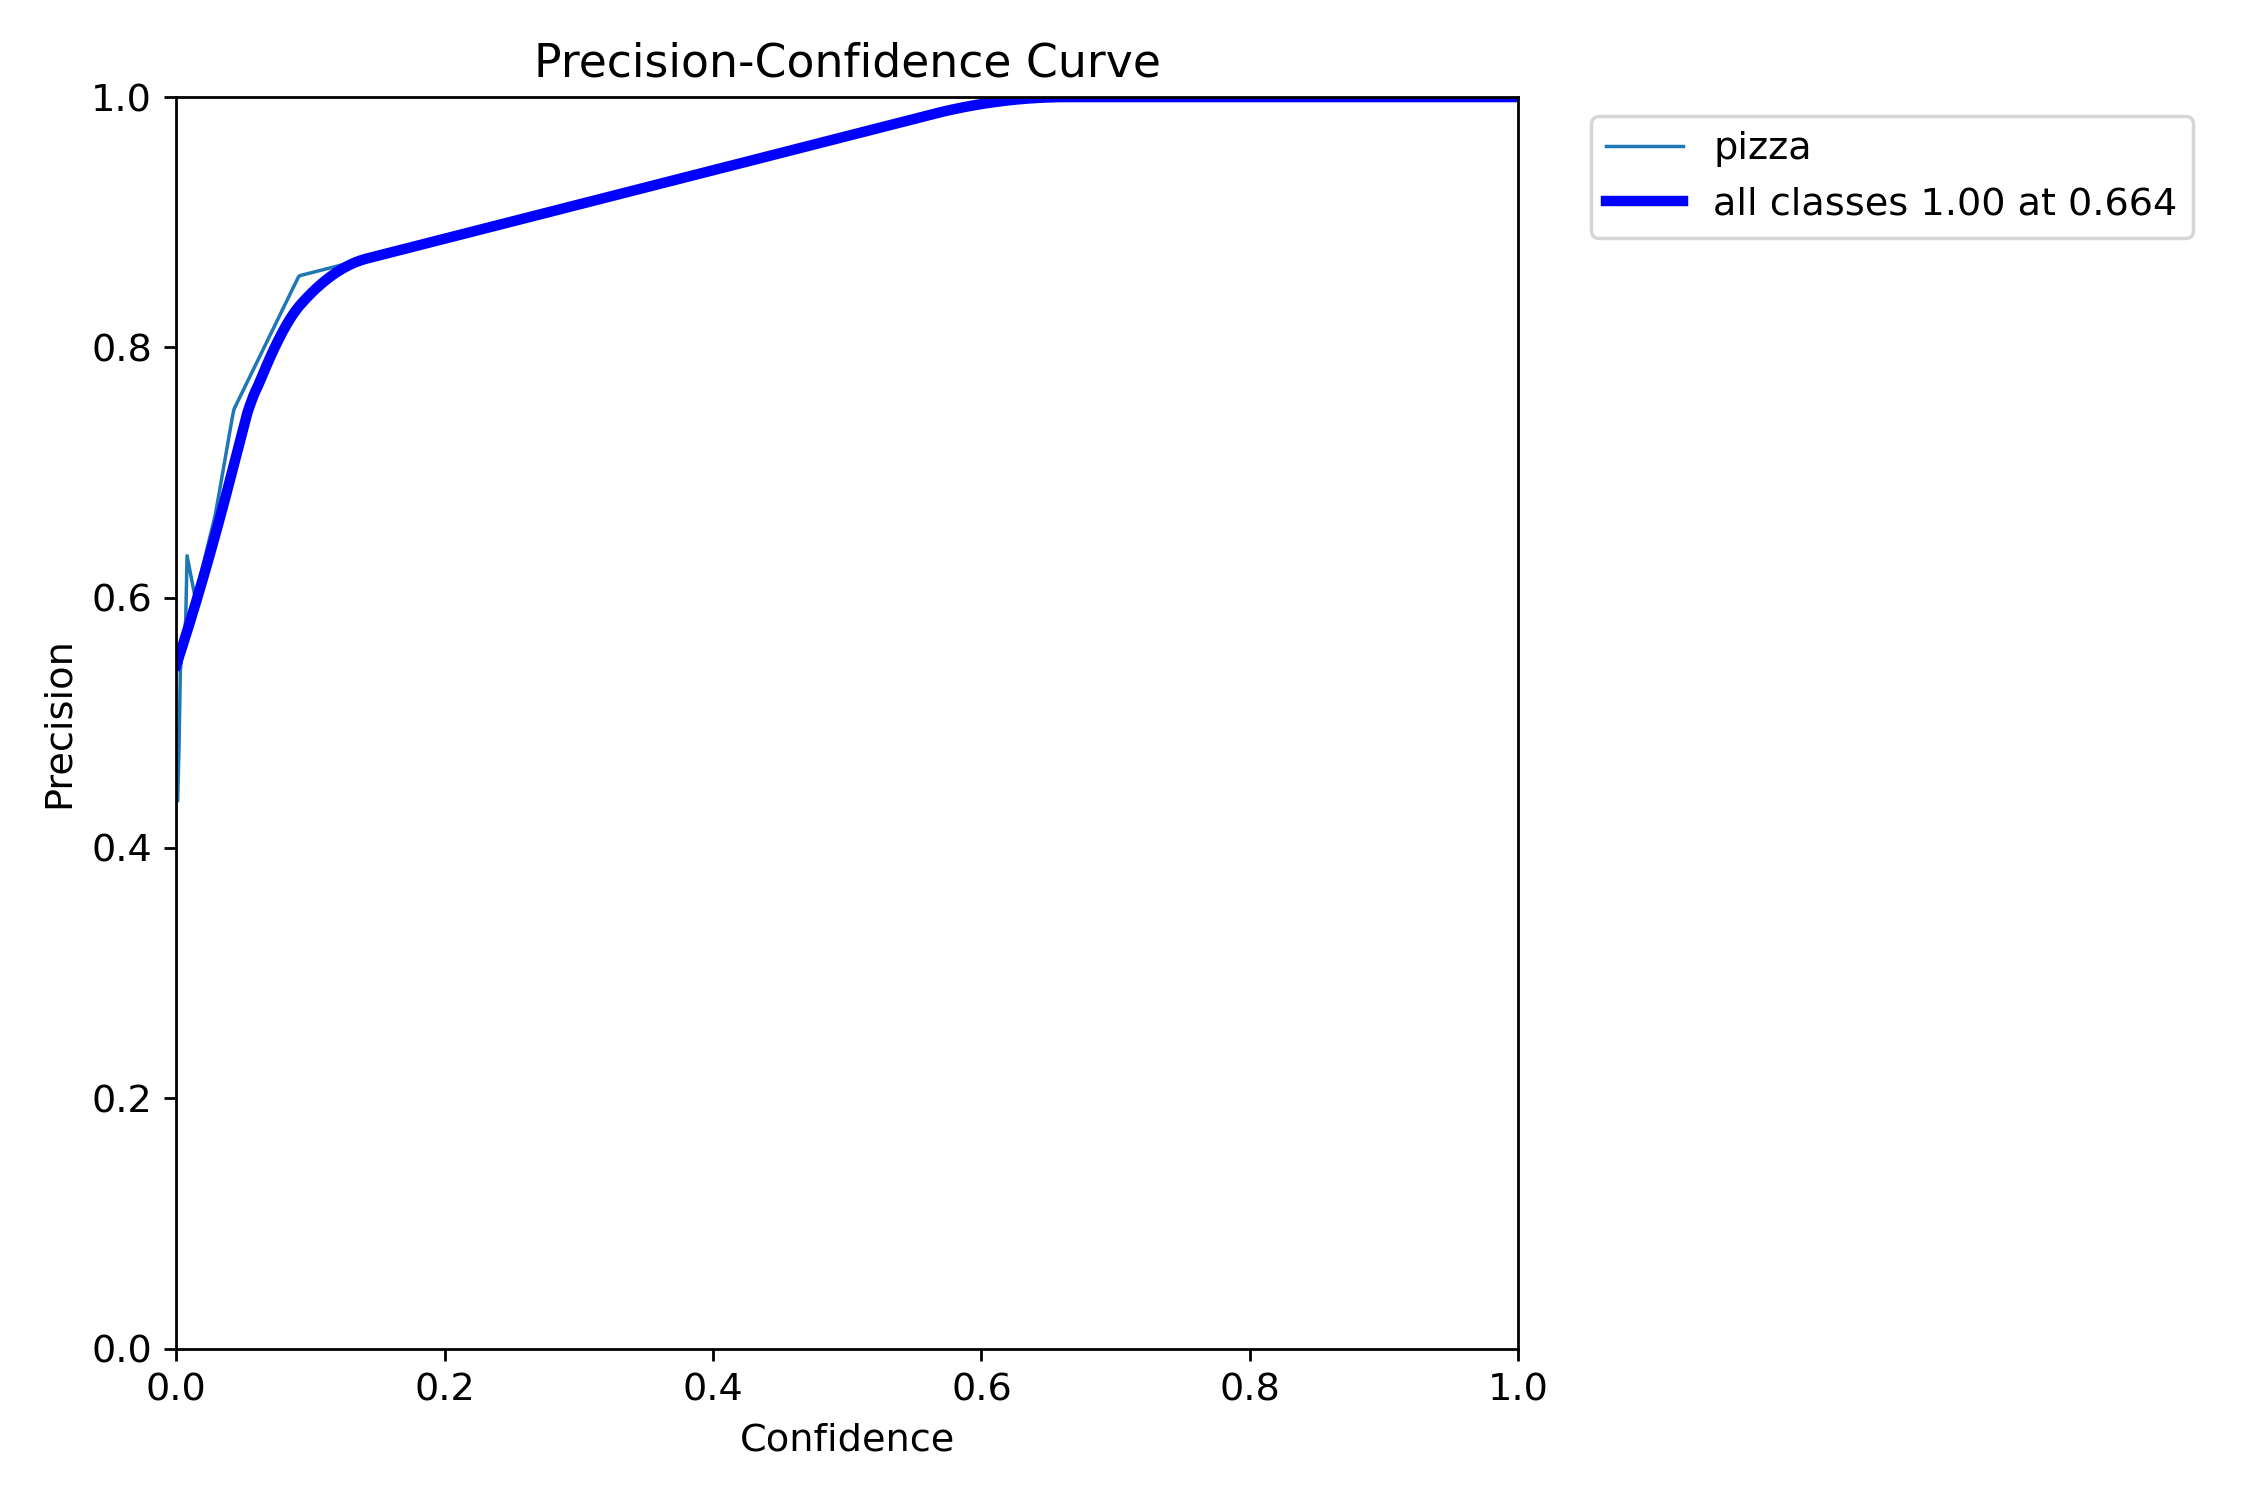 Precision-Confidence Curve
1.0
0.8
0.6
0.4
0.2
0.0
Precision
0.0 0.2 0.4 0.6 0.8 1.0
Confidence
pizza
all classes 1.00 at 0.664